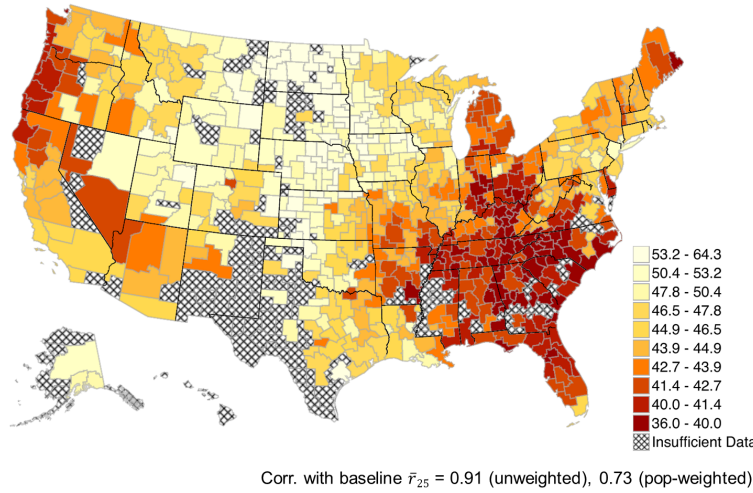 53.2 - 64.3
50.4 - 53.2
47.8 - 50.4
46.5 - 47.8
44.9 - 46.5
43.9 - 44.9
42.7 - 43.9
41.4 - 42.7
40.0 - 41.4
36.0 - 40.0
Insufficient Data
Corr. with baseline r̄₂₅ = 0.91 (unweighted), 0.73 (pop-weighted)